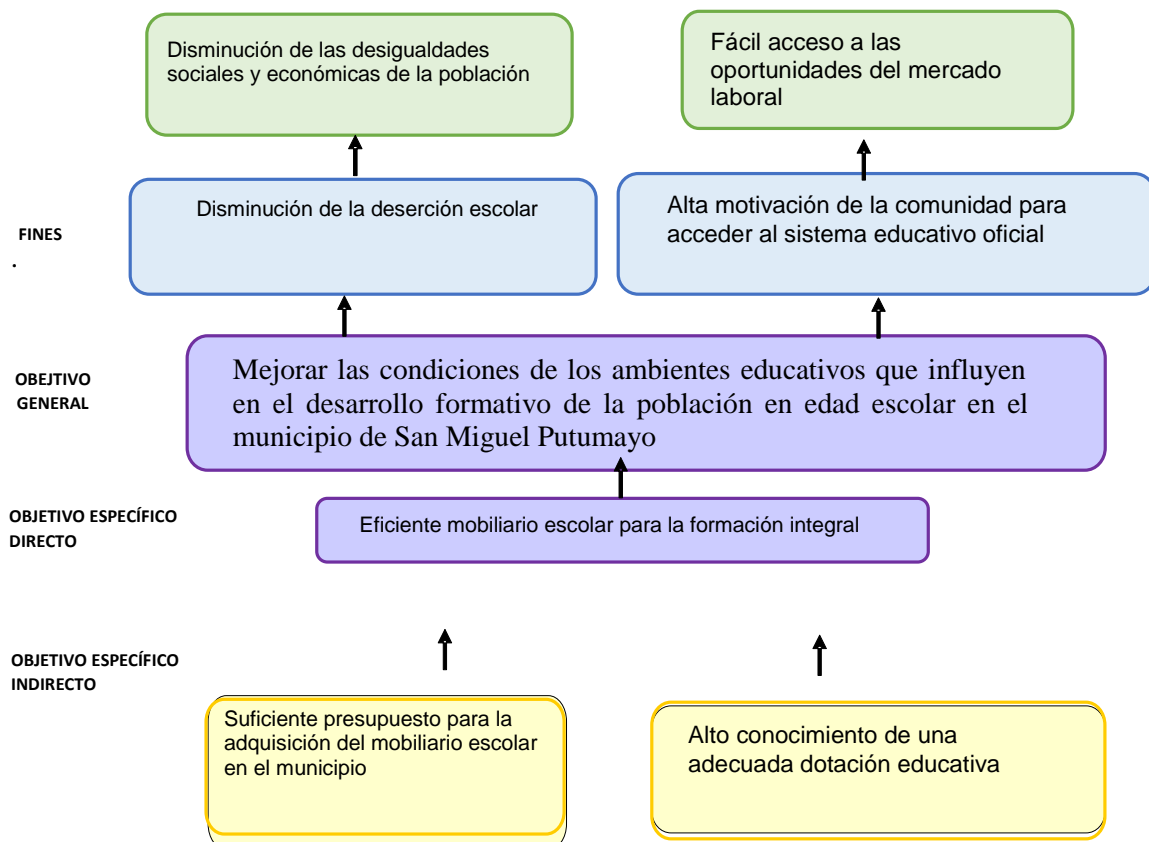 Disminución de las desigualdades
sociales y económicas de la población
Fácil acceso a las
oportunidades del mercado
laboral
FINES
.
Disminución de la deserción escolar
Alta motivación de la comunidad para
acceder al sistema educativo oficial
OBEJTIVO
GENERAL
Mejorar las condiciones de los ambientes educativos que influyen
en el desarrollo formativo de la población en edad escolar en el
municipio de San Miguel Putumayo
OBJETIVO ESPECÍFICO
DIRECTO
Eficiente mobiliario escolar para la formación integral
OBJETIVO ESPECÍFICO
INDIRECTO
Suficiente presupuesto para la
adquisición del mobiliario escolar
en el municipio
Alto conocimiento de una
adecuada dotación educativa